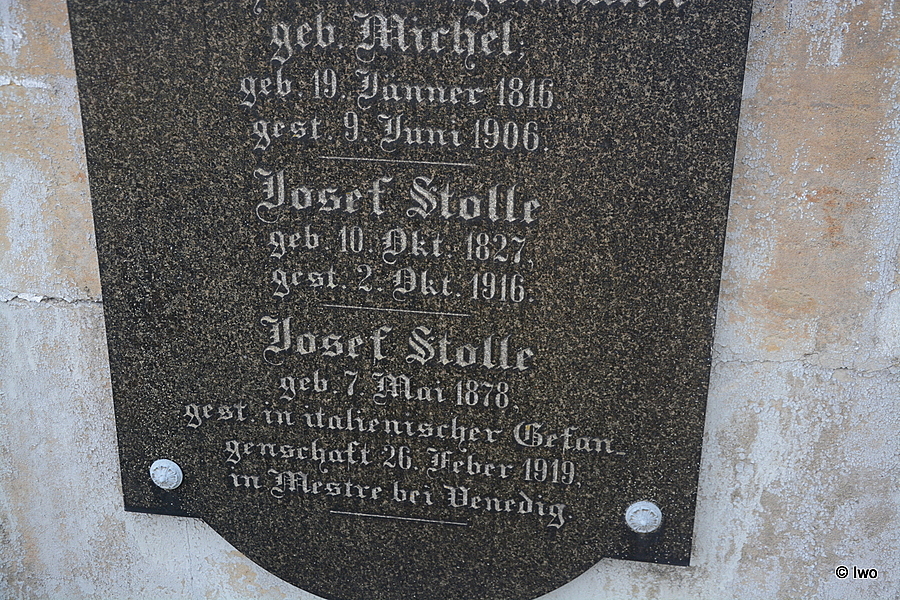 geb. Michel,
geb. 19. Jänner 1816
gest. 9. Juni 1906.
Josef Stolle
geb. 10. Okt. 1827,
gest. 2. Okt. 1916.
Josef Stolle
geb. 7. Mai 1878,
gest in italienischer Gefan-
genschaft 26. Feber 1919,
in Mestre bei Venedig.
© Iwo